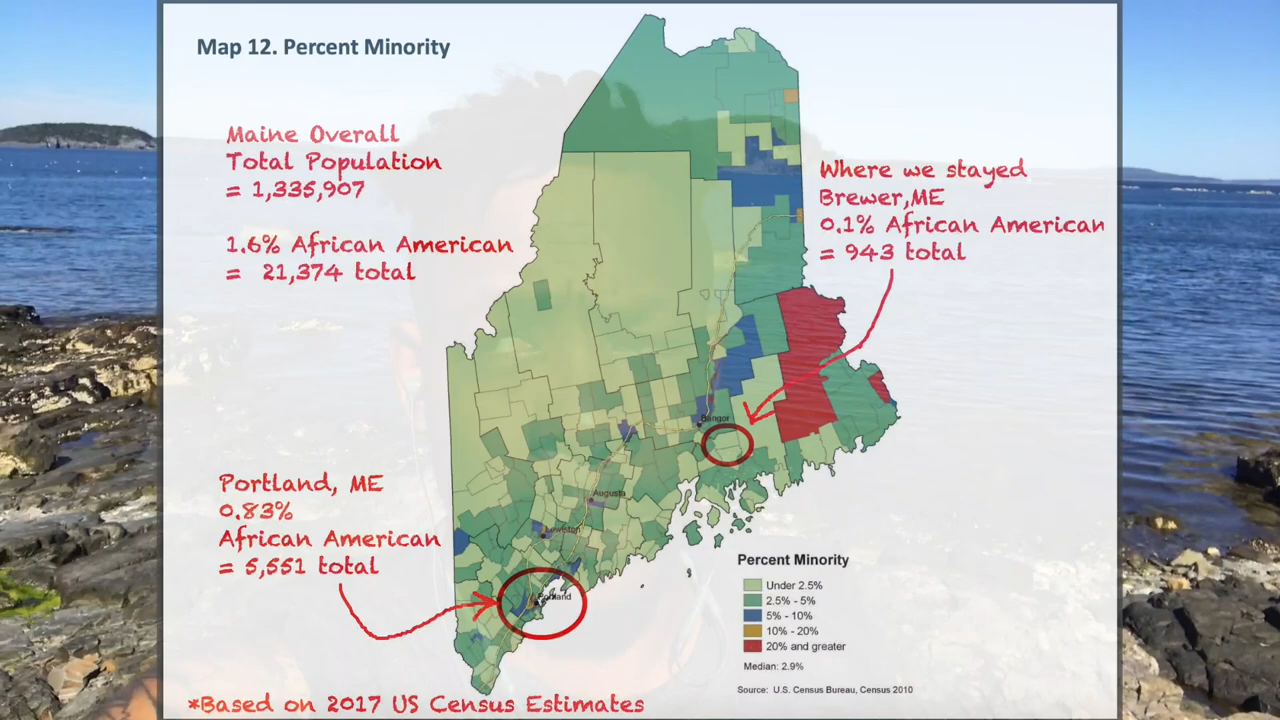 Map 12. Percent Minority
Maine Overall
Total Population
= 1,335,907
1.6% African American
= 21,374 total
Where we stayed
Brewer,ME
0.1% African American
= 943 total
Bangor
Augusta
Lewiston
Portland
Portland, ME
0.83%
African American
= 5,551 total
Percent Minority
Under 2.5%
2.5% - 5%
5% - 10%
10% - 20%
20% and greater
Median: 2.9%
Source: U.S. Census Bureau, Census 2010
*Based on 2017 US Census Estimates